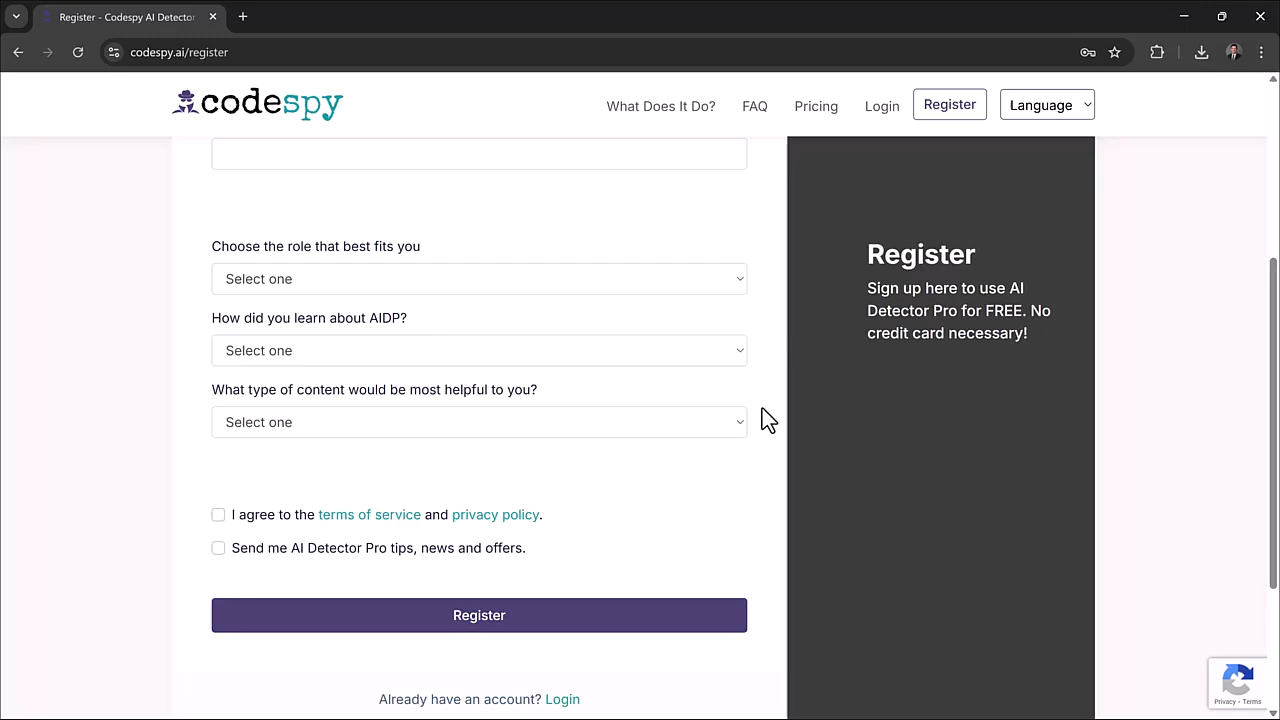 Register - Codespy AI Detector
codespy.ai/register
codespy
What Does It Do?
FAQ
Pricing
Login
Register
Language
Choose the role that best fits you
Select one
How did you learn about AIDP?
Select one
What type of content would be most helpful to you?
Select one
I agree to the terms of service and privacy policy.
Send me AI Detector Pro tips, news and offers.
Register
Already have an account? Login
Register
Sign up here to use AI
Detector Pro for FREE. No
credit card necessary!
Privacy - Terms